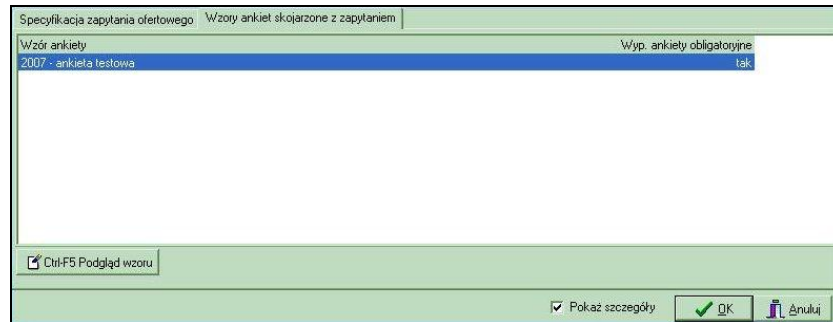 Specyfikacja zapytania ofertowego Wzory ankiet skojarzone z zapytaniem
Wzór ankiety Wyp. ankiety obligatoryjne
2007 - ankieta testowa tak
Ctrl-F5 Podgląd wzoru
Pokaż szczegóły OK Anuluj